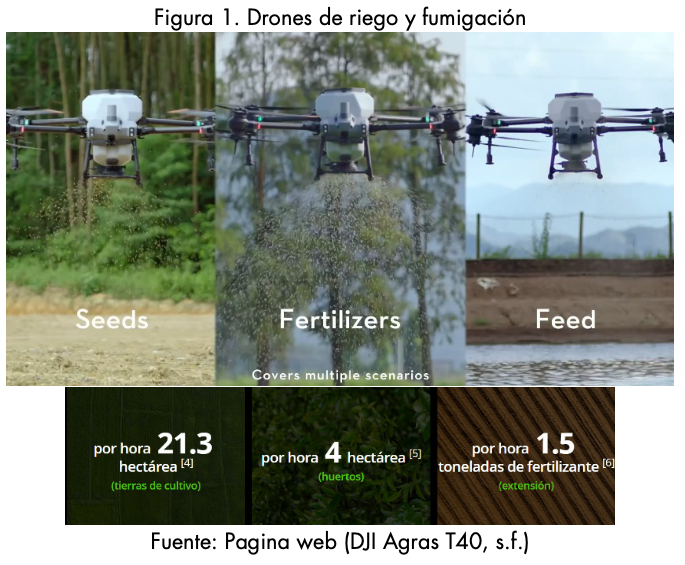 Figura 1. Drones de riego y fumigación
Seeds
Fertilizers
Feed
Covers multiple scenarios
por hora 21.3
hectárea [4]
(tierras de cultivo)
por hora 4 hectárea [5]
(huertos)
por hora 1.5
toneladas de fertilizante [6]
(extensión)
Fuente: Pagina web (DJI Agras T40, s.f.)